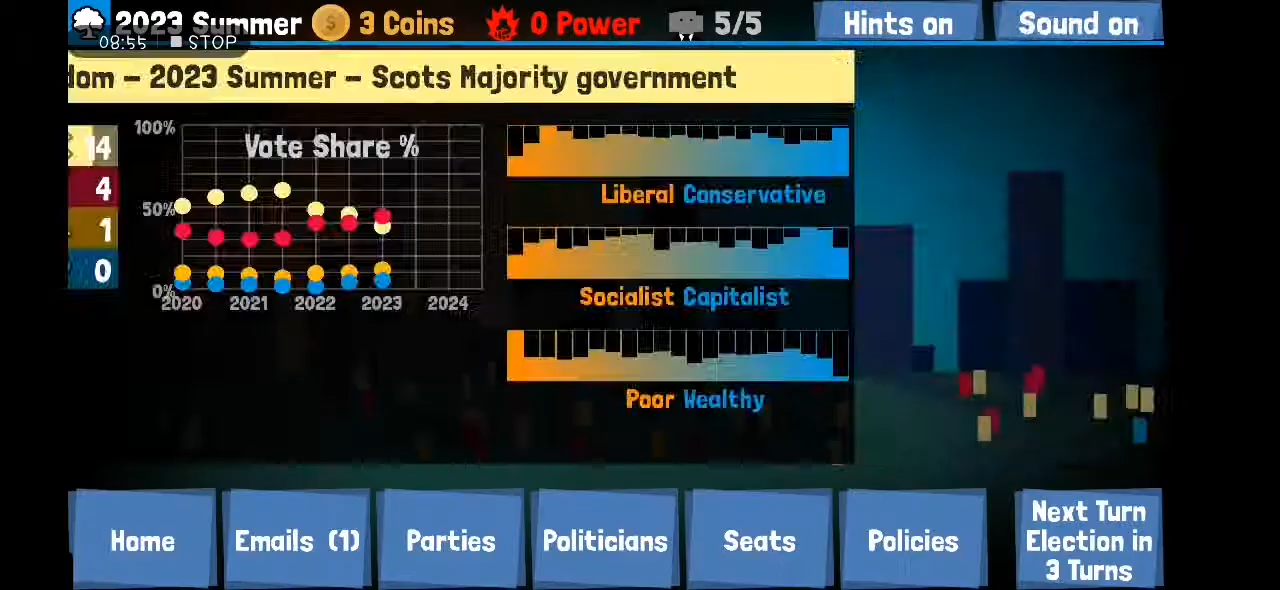 2023 Summer 3 Coins 0 Power 5/5 Hints on Sound on
08:55 STOP
dom – 2023 Summer – Scots Majority government
14
4
1
0
Vote Share %
100%
50%
0%
2020 2021 2022 2023 2024
Liberal Conservative
Socialist Capitalist
Poor Wealthy
Home Emails (1) Parties Politicians Seats Policies
Next Turn
Election in
3 Turns